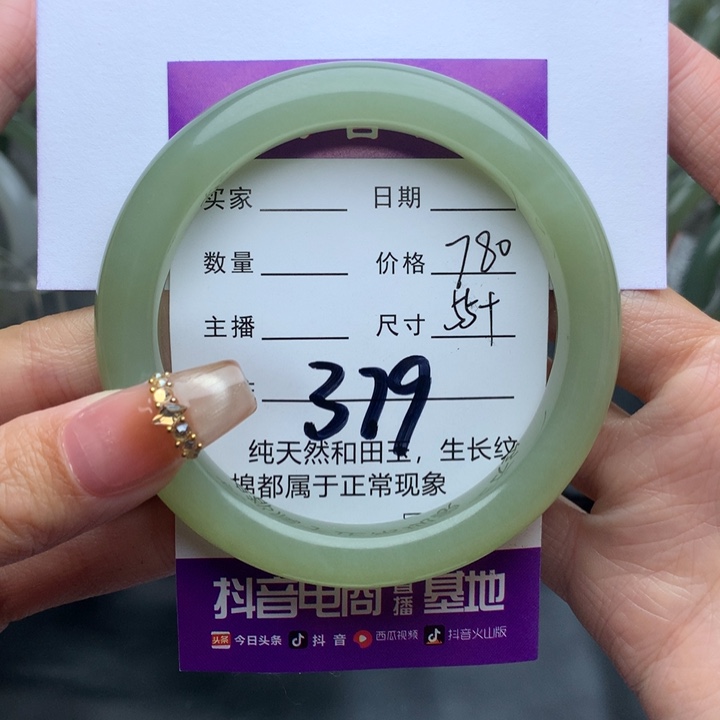 买家 日期
数量 价格 780
主播 尺寸 55+
379
纯天然和田玉，生长纹
棉都属于正常现象
抖音电商直播基地
头条 今日头条 抖音 西瓜视频 抖音火山版